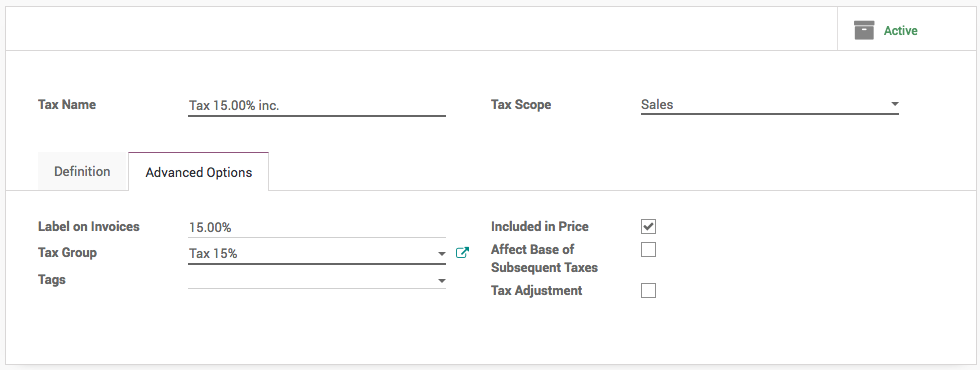 Active
Tax Name Tax 15.00% inc. Tax Scope Sales
Definition Advanced Options
Label on Invoices 15.00% Included in Price
Tax Group Tax 15% Affect Base of
Subsequent Taxes
Tags Tax Adjustment